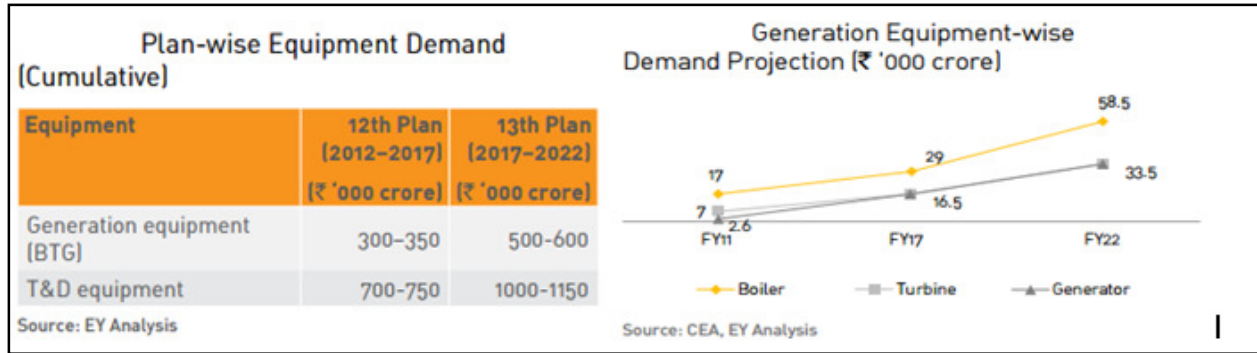 Plan-wise Equipment Demand
(Cumulative)
Equipment
12th Plan
(2012–2017)
(₹ '000 crore)
13th Plan
(2017–2022)
(₹ '000 crore)
Generation equipment
(BTG)
300–350
500-600
T&D equipment
700-750
1000-1150
Source: EY Analysis
Generation Equipment-wise
Demand Projection (₹ '000 crore)
58.5
29
17
33.5
16.5
7
2.6
FY11
FY17
FY22
Boiler
Turbine
Generator
Source: CEA, EY Analysis
I